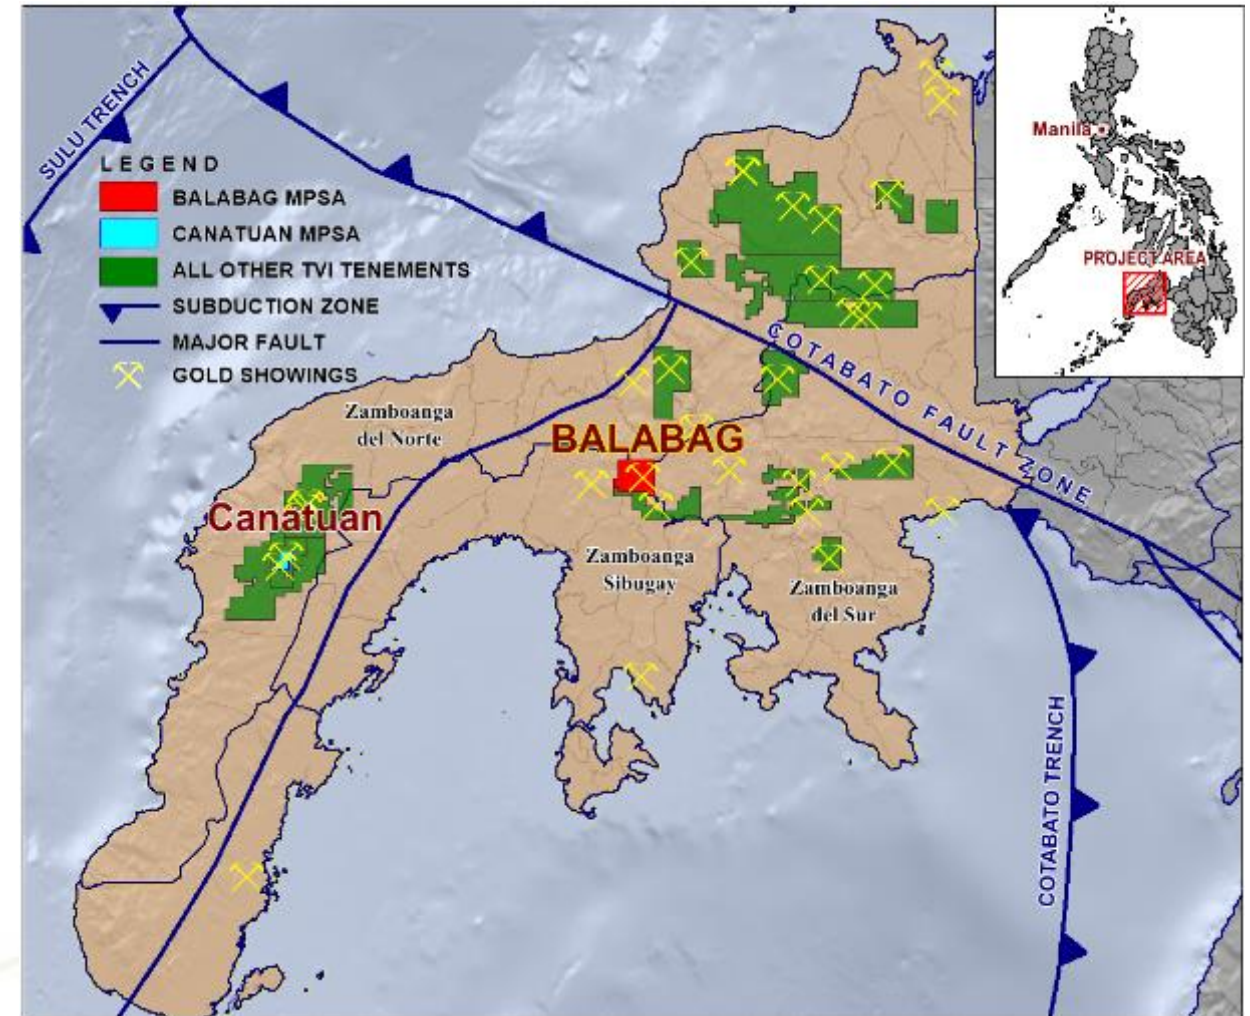 SULU TRENCH
LEGEND
BALABAG MPSA
CANATUAN MPSA
ALL OTHER TVI TENEMENTS
SUBDUCTION ZONE
MAJOR FAULT
GOLD SHOWINGS
Manila
PROJECT AREA
COTABATO FAULT ZONE
Zamboanga
del Norte
BALABAG
Canatuan
Zamboanga
Sibugay
Zamboanga
del Sur
COTABATO TRENCH